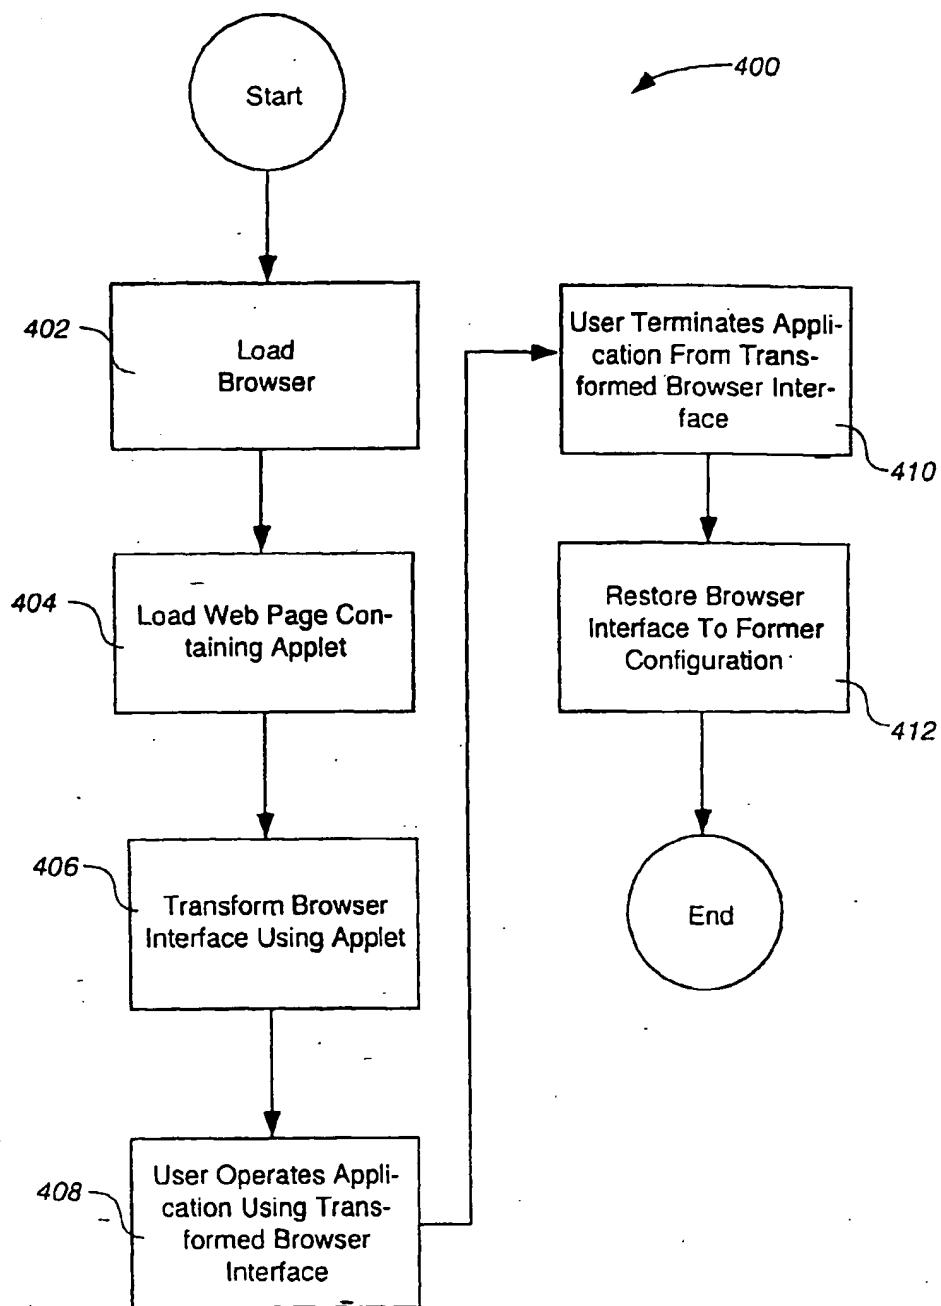 Start
400
402
Load
Browser
404
Load Web Page Con-
taining Applet
406
Transform Browser
Interface Using Applet
408
User Operates Appli-
cation Using Trans-
formed Browser
Interface
User Terminates Appli-
cation From Trans-
formed Browser Inter-
face
410
Restore Browser
Interface To Former
Configuration
412
End